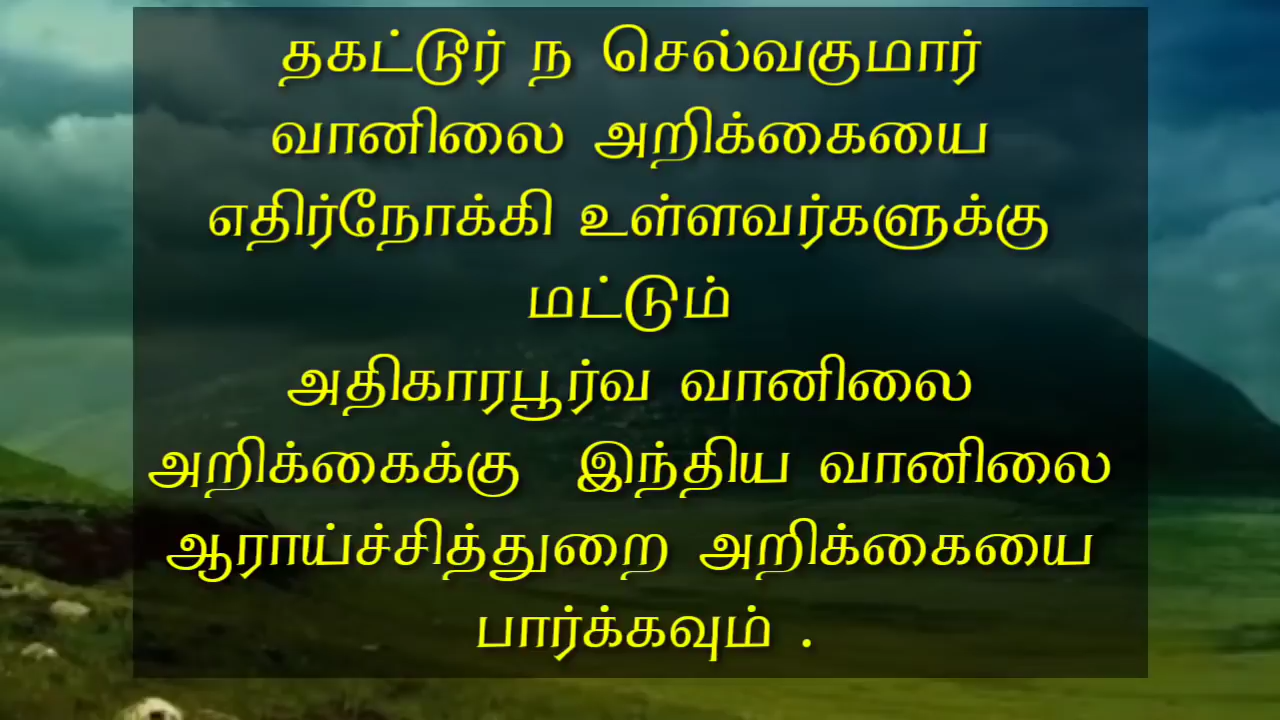 தகட்டூர் ந செல்வகுமார்
வானிலை அறிக்கையை
எதிர்நோக்கி உள்ளவர்களுக்கு
மட்டும்
அதிகாரபூர்வ வானிலை
அறிக்கைக்கு இந்திய வானிலை
ஆராய்ச்சித்துறை அறிக்கையை
பார்க்கவும் .